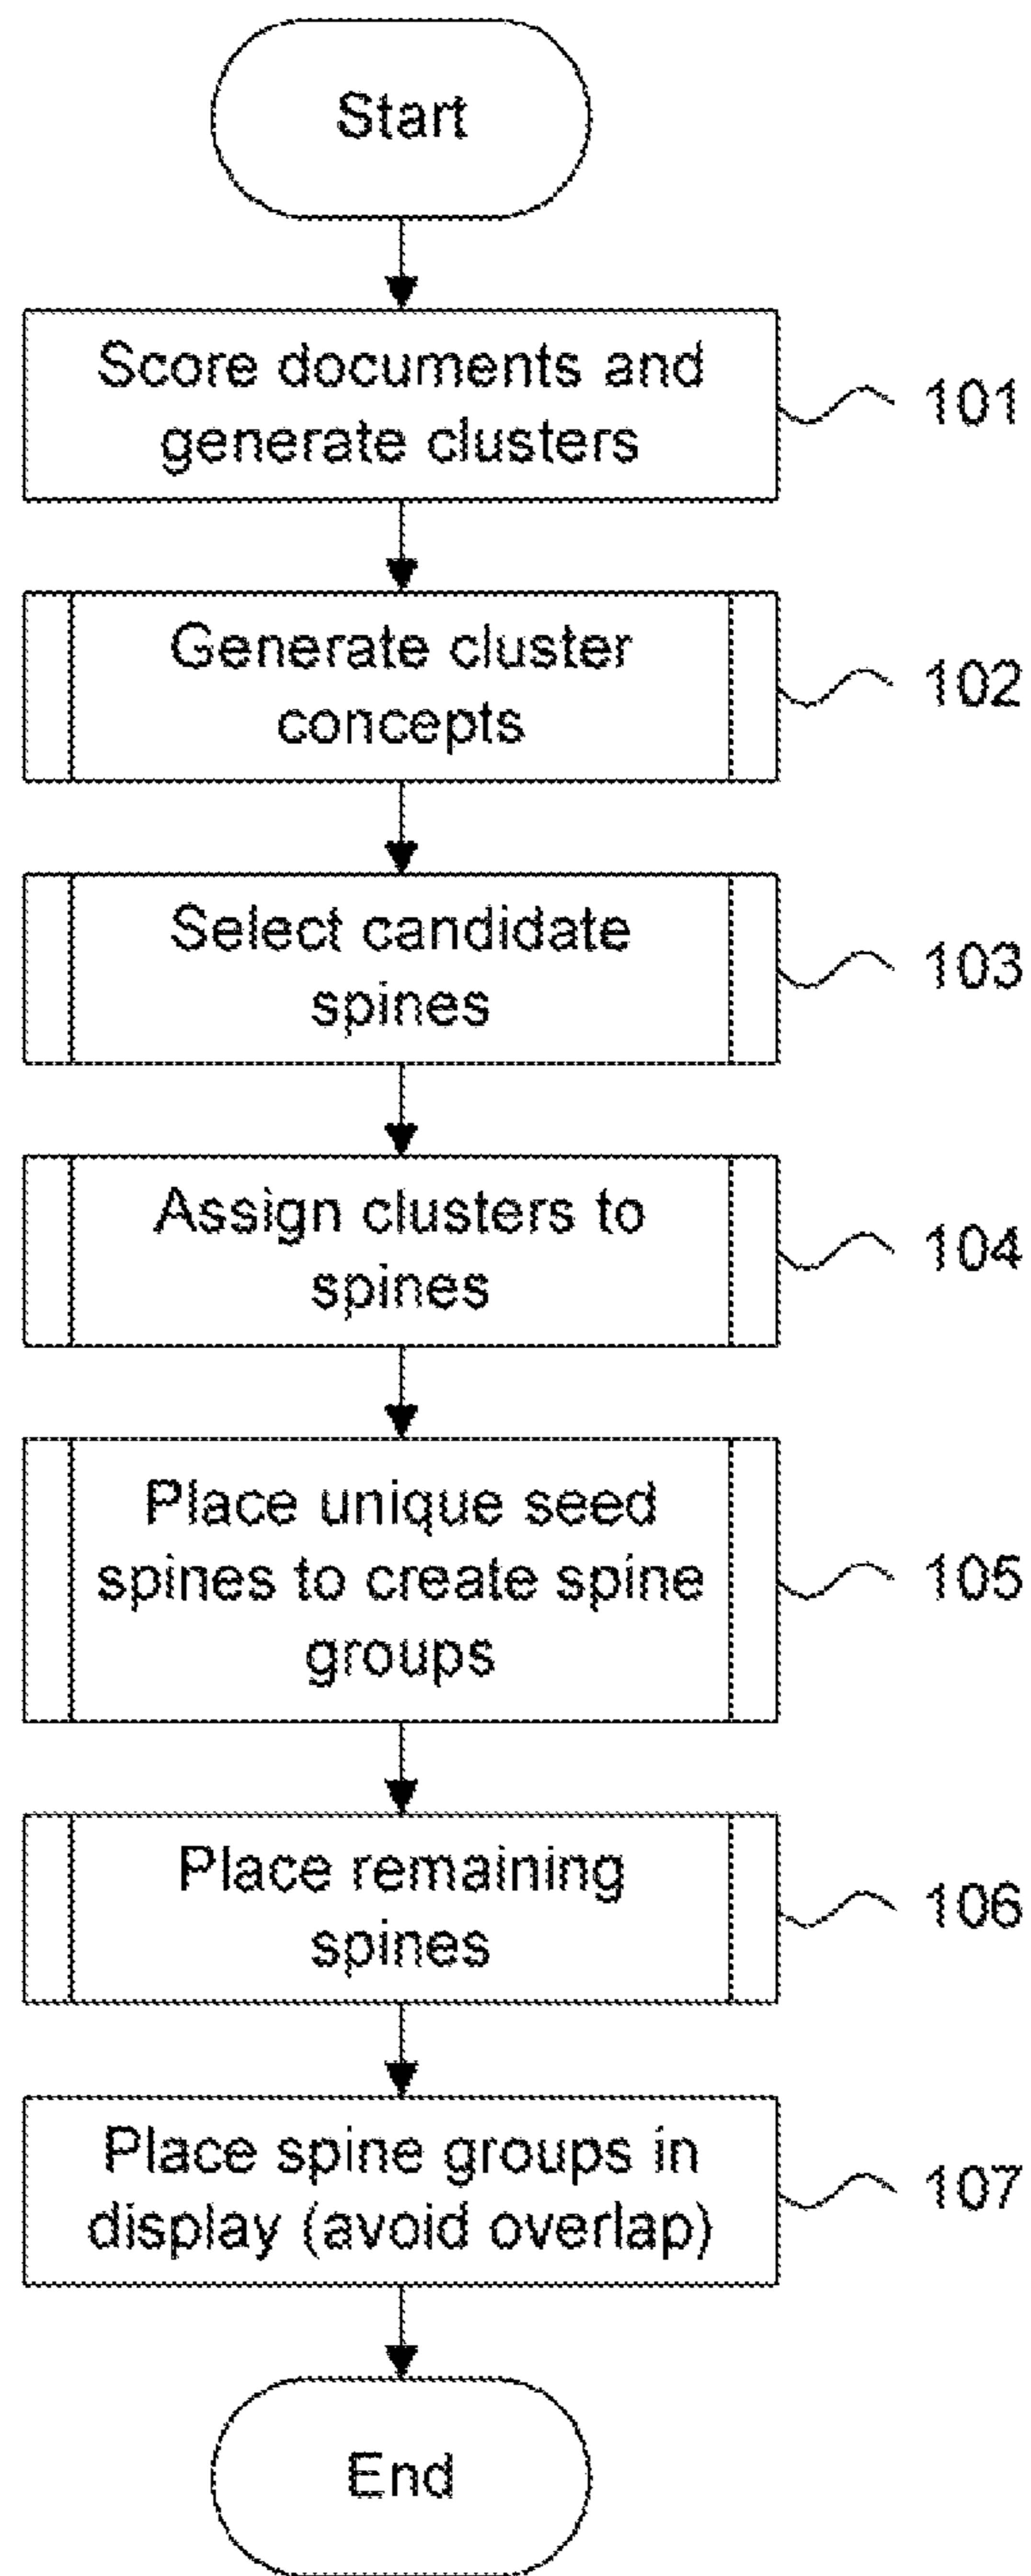 Start
Score documents and
generate clusters
101
Generate cluster
concepts
102
Select candidate
spines
103
Assign clusters to
spines
104
Place unique seed
spines to create spine
groups
105
Place remaining
spines
106
Place spine groups in
display (avoid overlap)
107
End